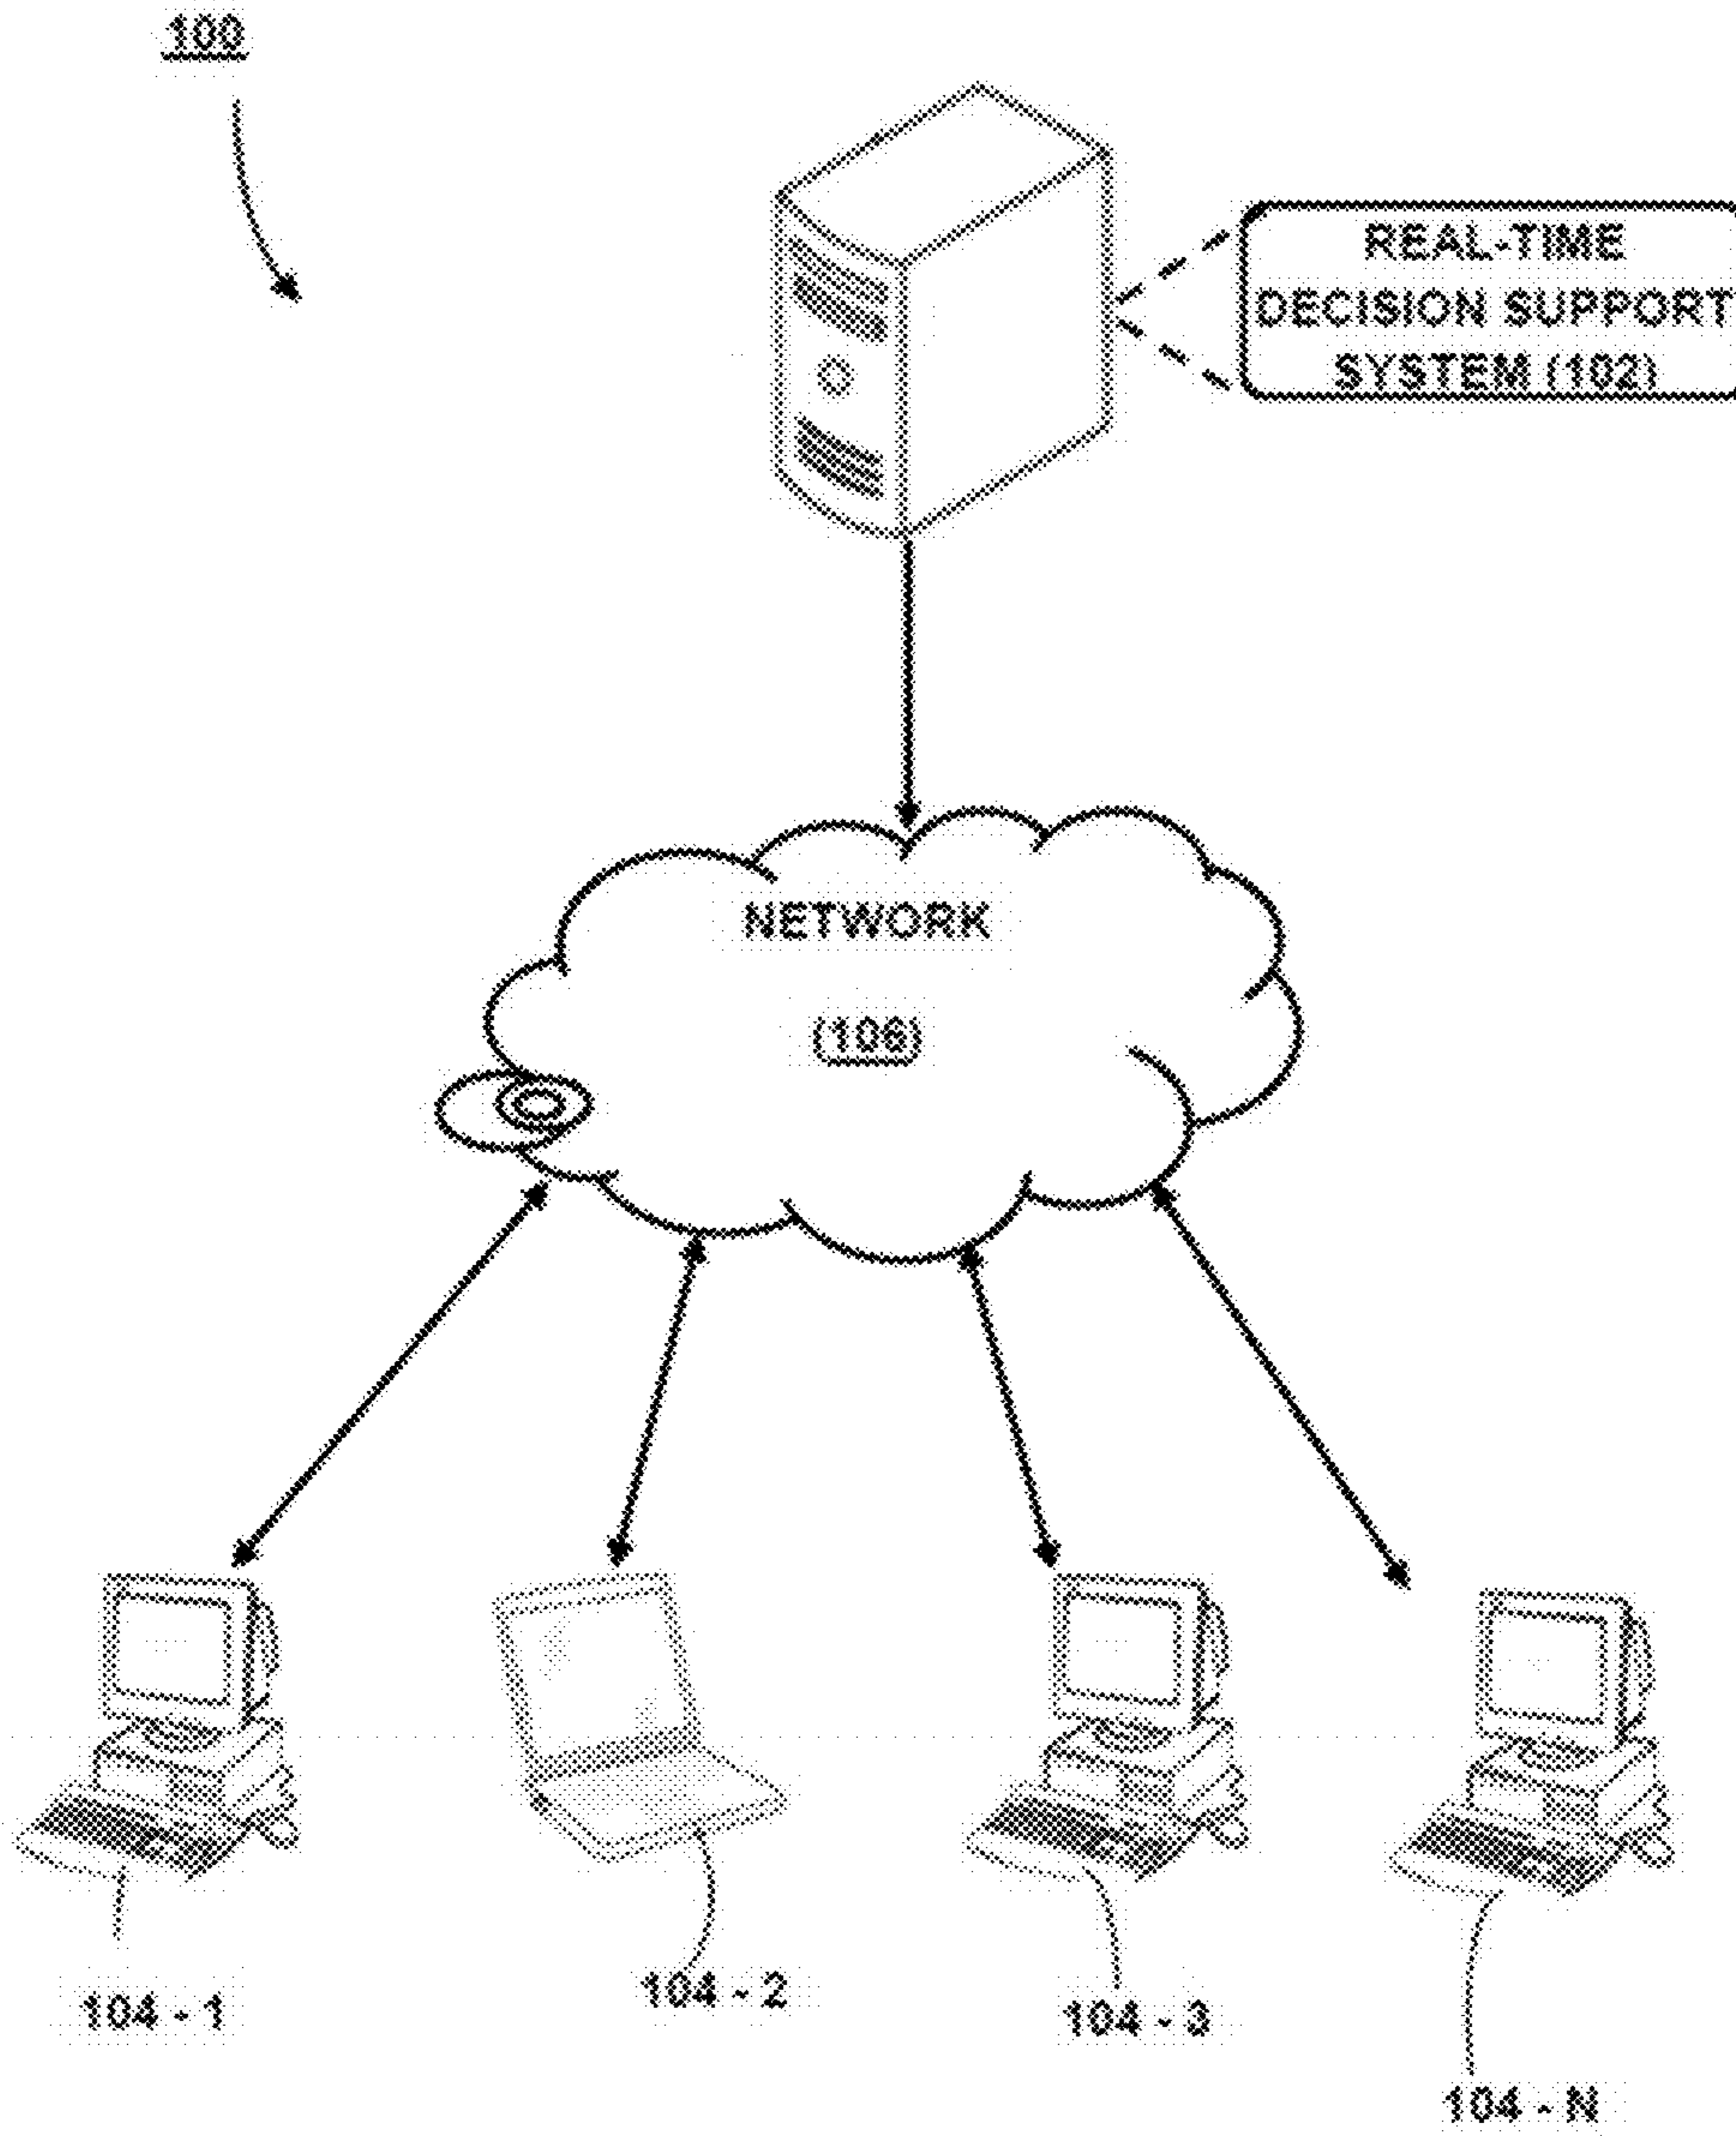 100
REAL-TIME
DECISION SUPPORT
SYSTEM (102)
NETWORK
(106)
104 - 1
104 - 2
104 - 3
104 - N